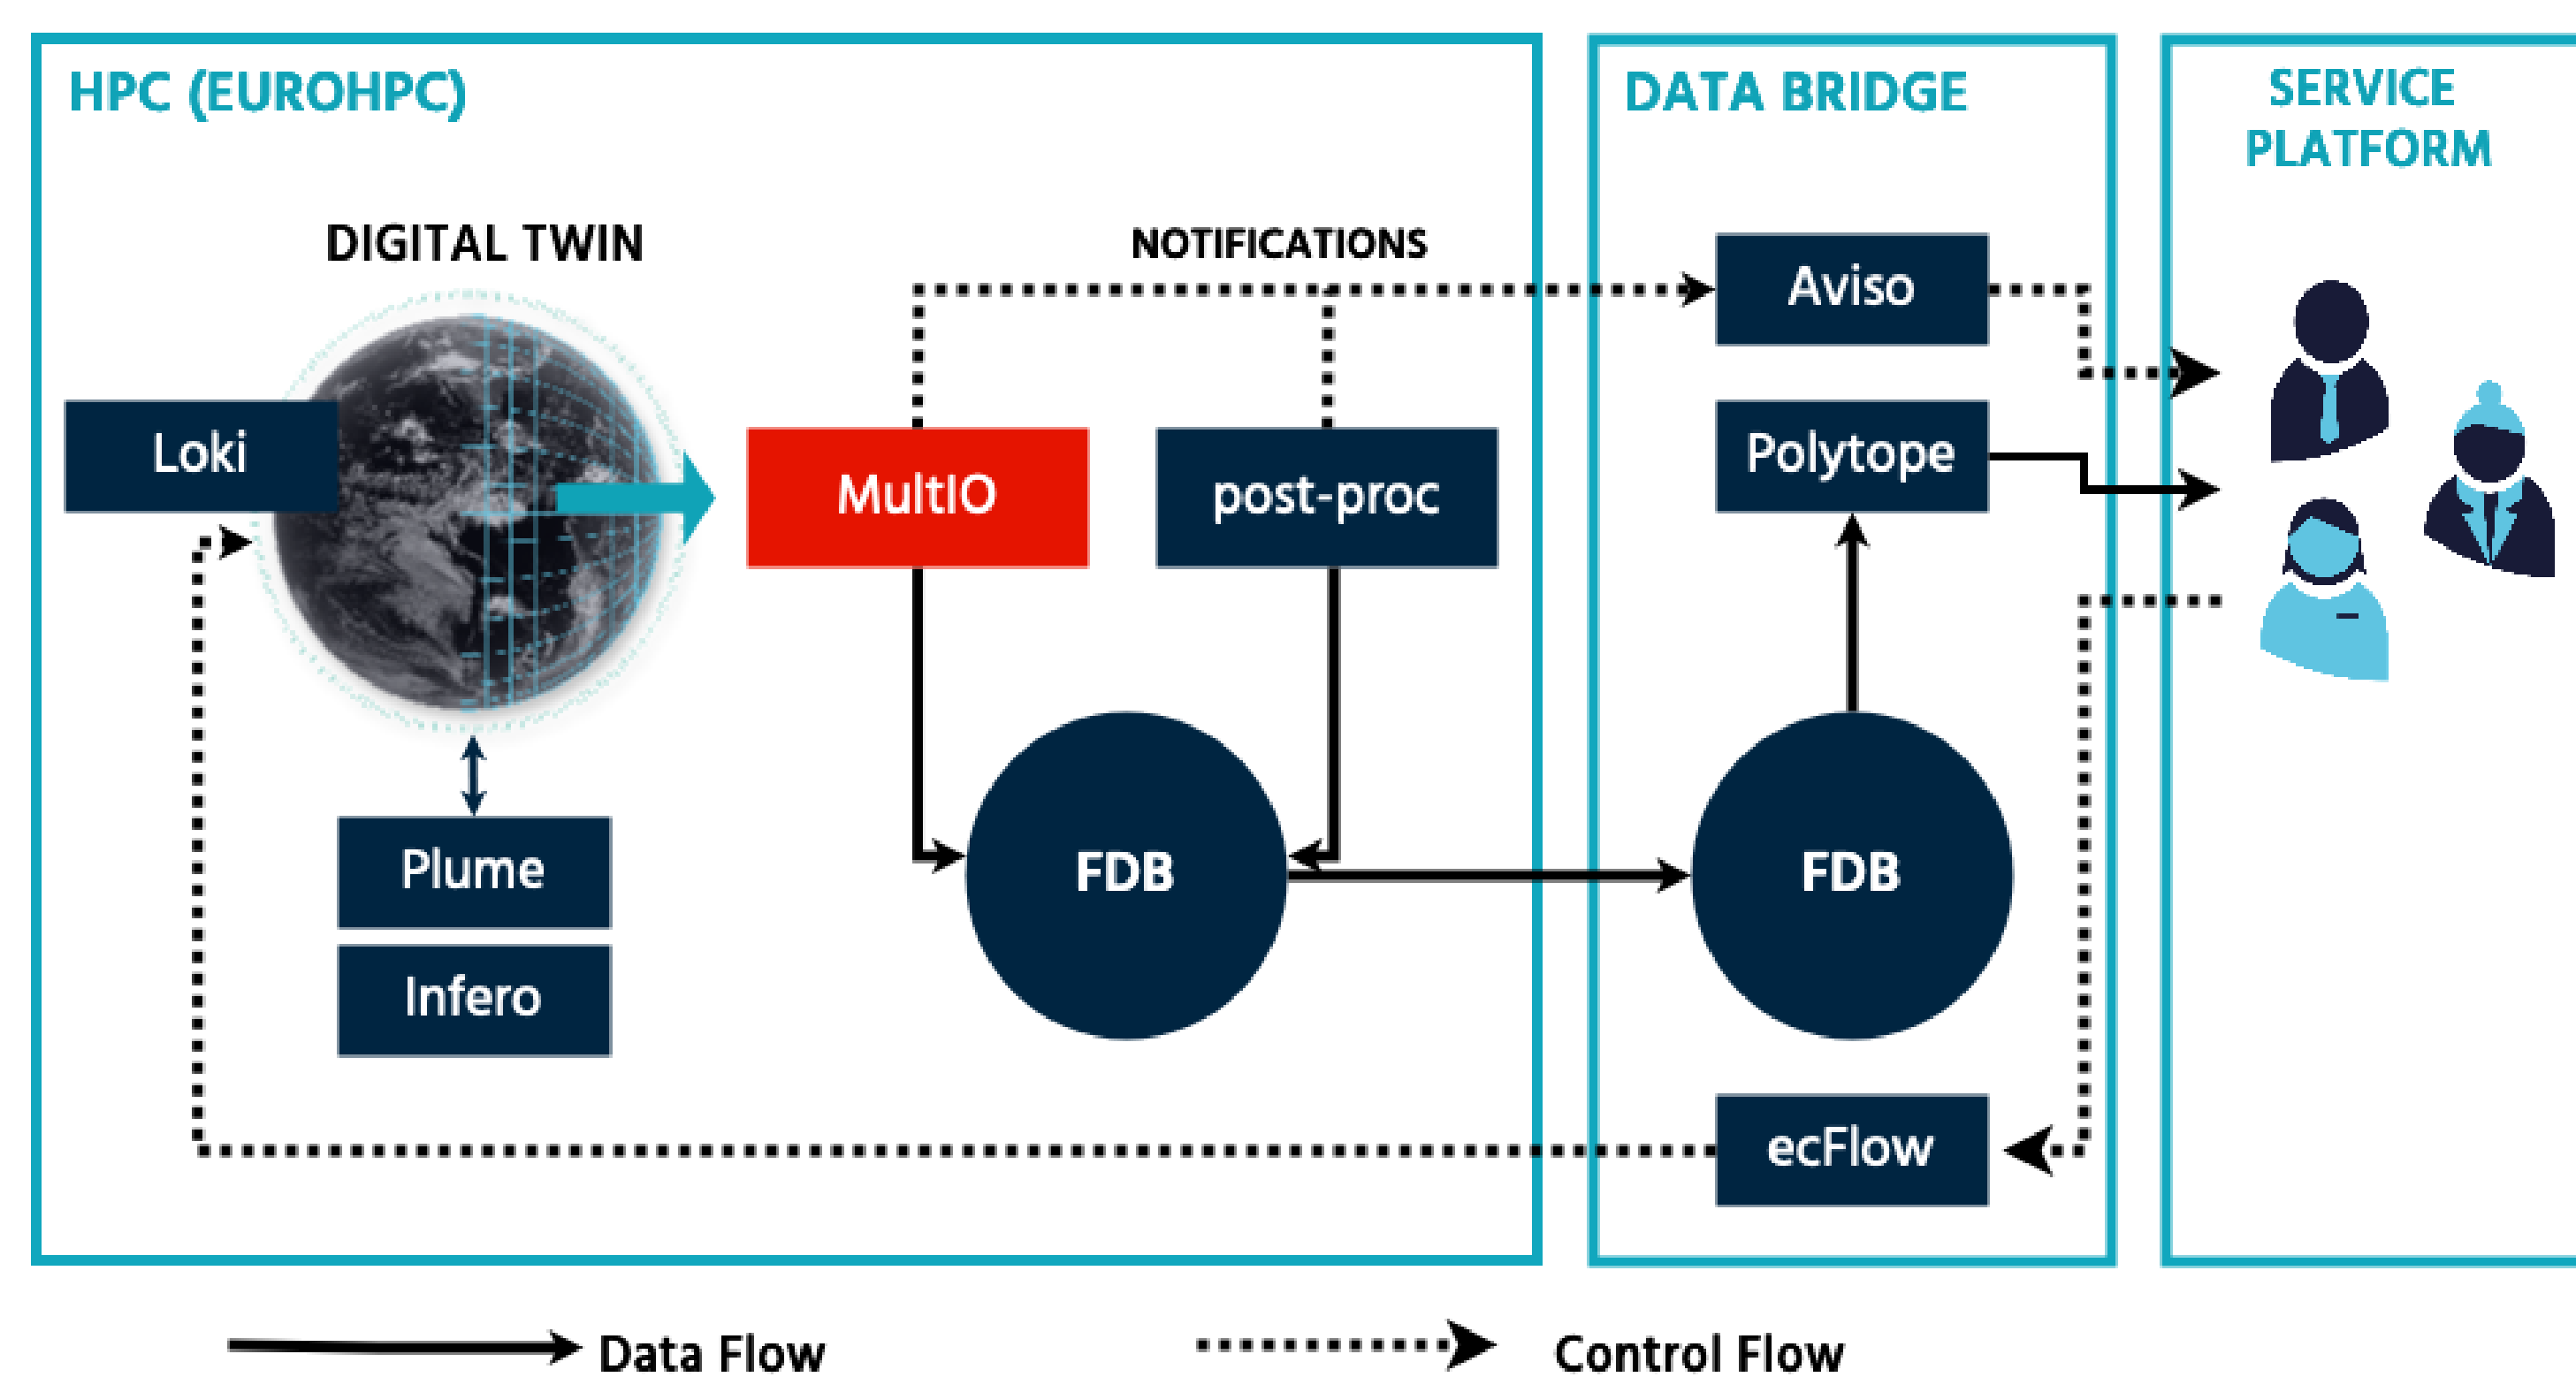 HPC (EUROHPC)
DATA BRIDGE
SERVICE
PLATFORM
DIGITAL TWIN
NOTIFICATIONS
Aviso
Loki
Polytope
MultIO
post-proc
Plume
FDB
FDB
Infero
ecFlow
Data Flow
Control Flow